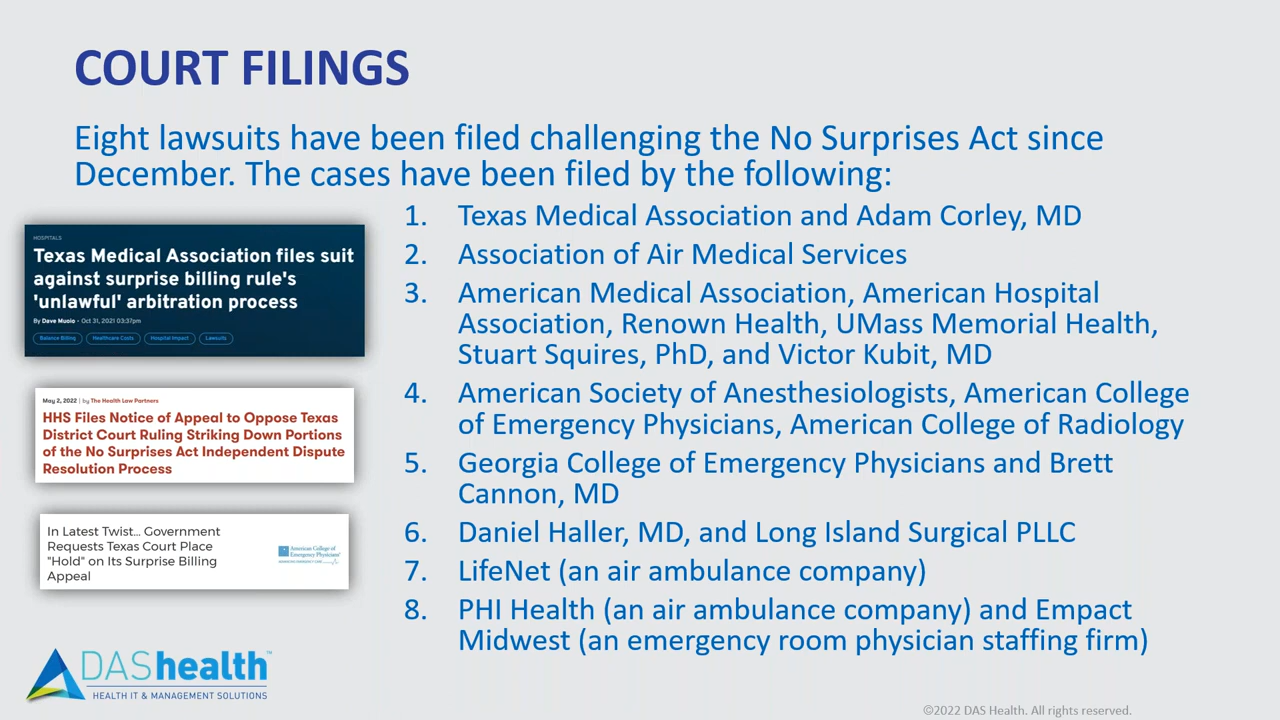 COURT FILINGS
Eight lawsuits have been filed challenging the No Surprises Act since
December. The cases have been filed by the following:
1. Texas Medical Association and Adam Corley, MD
2. Association of Air Medical Services
3. American Medical Association, American Hospital
Association, Renown Health, UMass Memorial Health,
Stuart Squires, PhD, and Victor Kubit, MD
4. American Society of Anesthesiologists, American College
of Emergency Physicians, American College of Radiology
5. Georgia College of Emergency Physicians and Brett
Cannon, MD
6. Daniel Haller, MD, and Long Island Surgical PLLC
7. LifeNet (an air ambulance company)
8. PHI Health (an air ambulance company) and Empact
Midwest (an emergency room physician staffing firm)
HOSPITALS
Texas Medical Association files suit
against surprise billing rule's
'unlawful' arbitration process
By Dave Muoio • Oct 31, 2021 03:37pm
Balance Billing Healthcare Costs Hospital Impact Lawsuits
May 2, 2022 | by The Health Law Partners
HHS Files Notice of Appeal to Oppose Texas
District Court Ruling Striking Down Portions
of the No Surprises Act Independent Dispute
Resolution Process
In Latest Twist... Government
Requests Texas Court Place
"Hold" on Its Surprise Billing
Appeal
American College of
Emergency Physicians
DAShealth™
HEALTH IT & MANAGEMENT SOLUTIONS
©2022 DAS Health. All rights reserved.